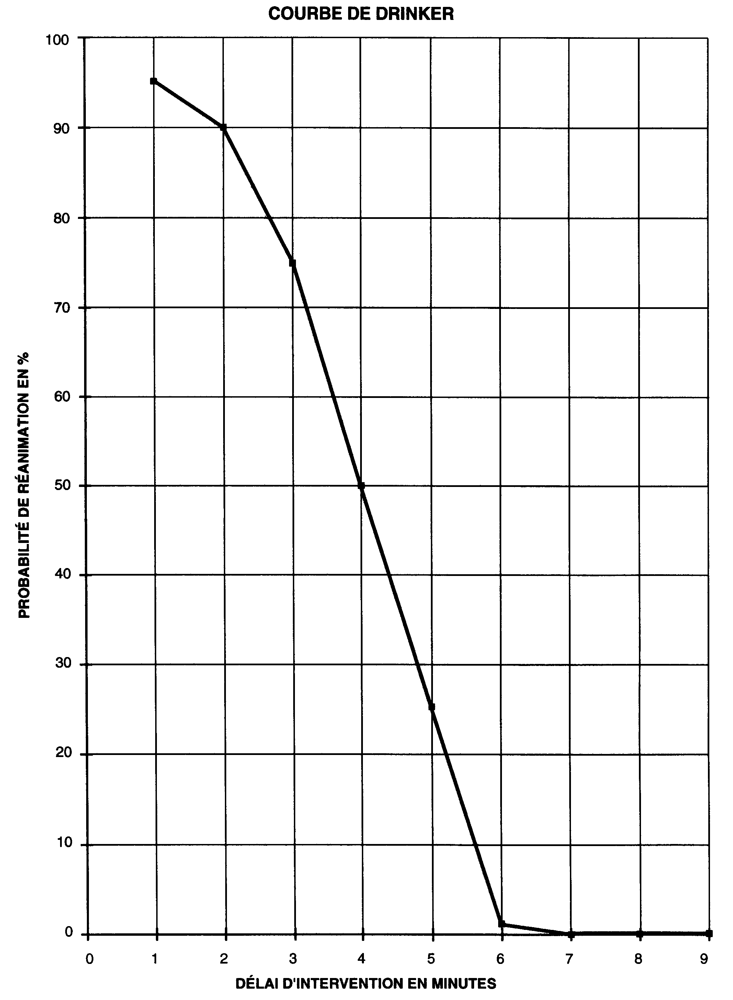 COURBE DE DRINKER
100
90
80
70
60
50
40
30
20
10
0
PROBABILITÉ DE RÉANIMATION EN %
0 1 2 3 4 5 6 7 8 9
DÉLAI D'INTERVENTION EN MINUTES